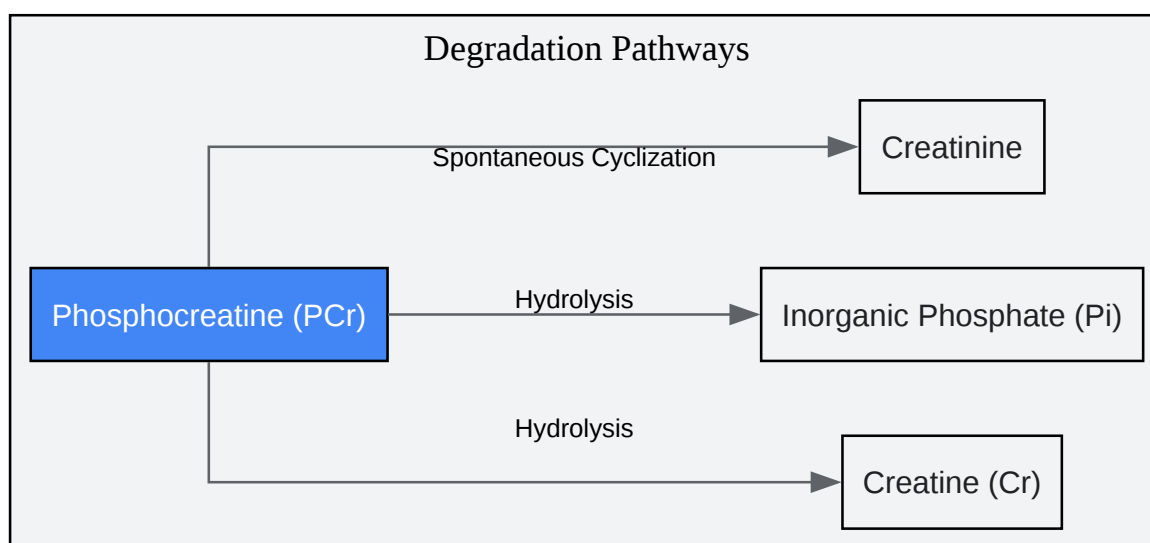 Degradation Pathways
Spontaneous Cyclization
Creatinine
Phosphocreatine (PCr)
Hydrolysis
Inorganic Phosphate (Pi)
Hydrolysis
Creatine (Cr)